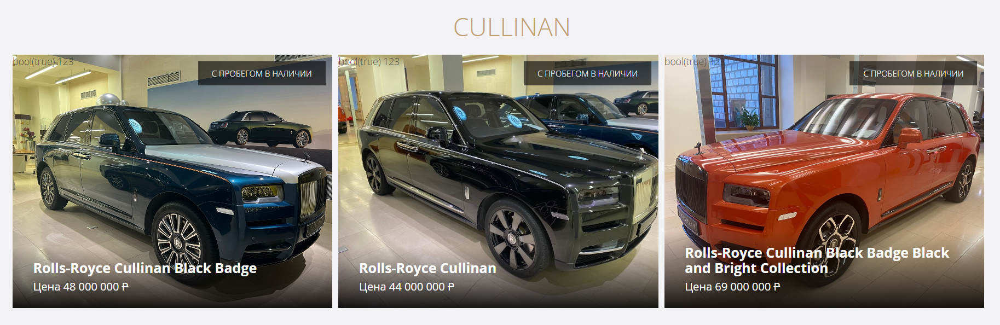 CULLINAN
bool(true) 123
С ПРОБЕГОМ В НАЛИЧИИ
Rolls-Royce Cullinan Black Badge
Цена 48 000 000 ₽
bool(true) 123
С ПРОБЕГОМ В НАЛИЧИИ
Rolls-Royce Cullinan
Цена 44 000 000 ₽
bool(true) 123
С ПРОБЕГОМ В НАЛИЧИИ
Rolls-Royce Cullinan Black Badge Black
and Bright Collection
Цена 69 000 000 ₽